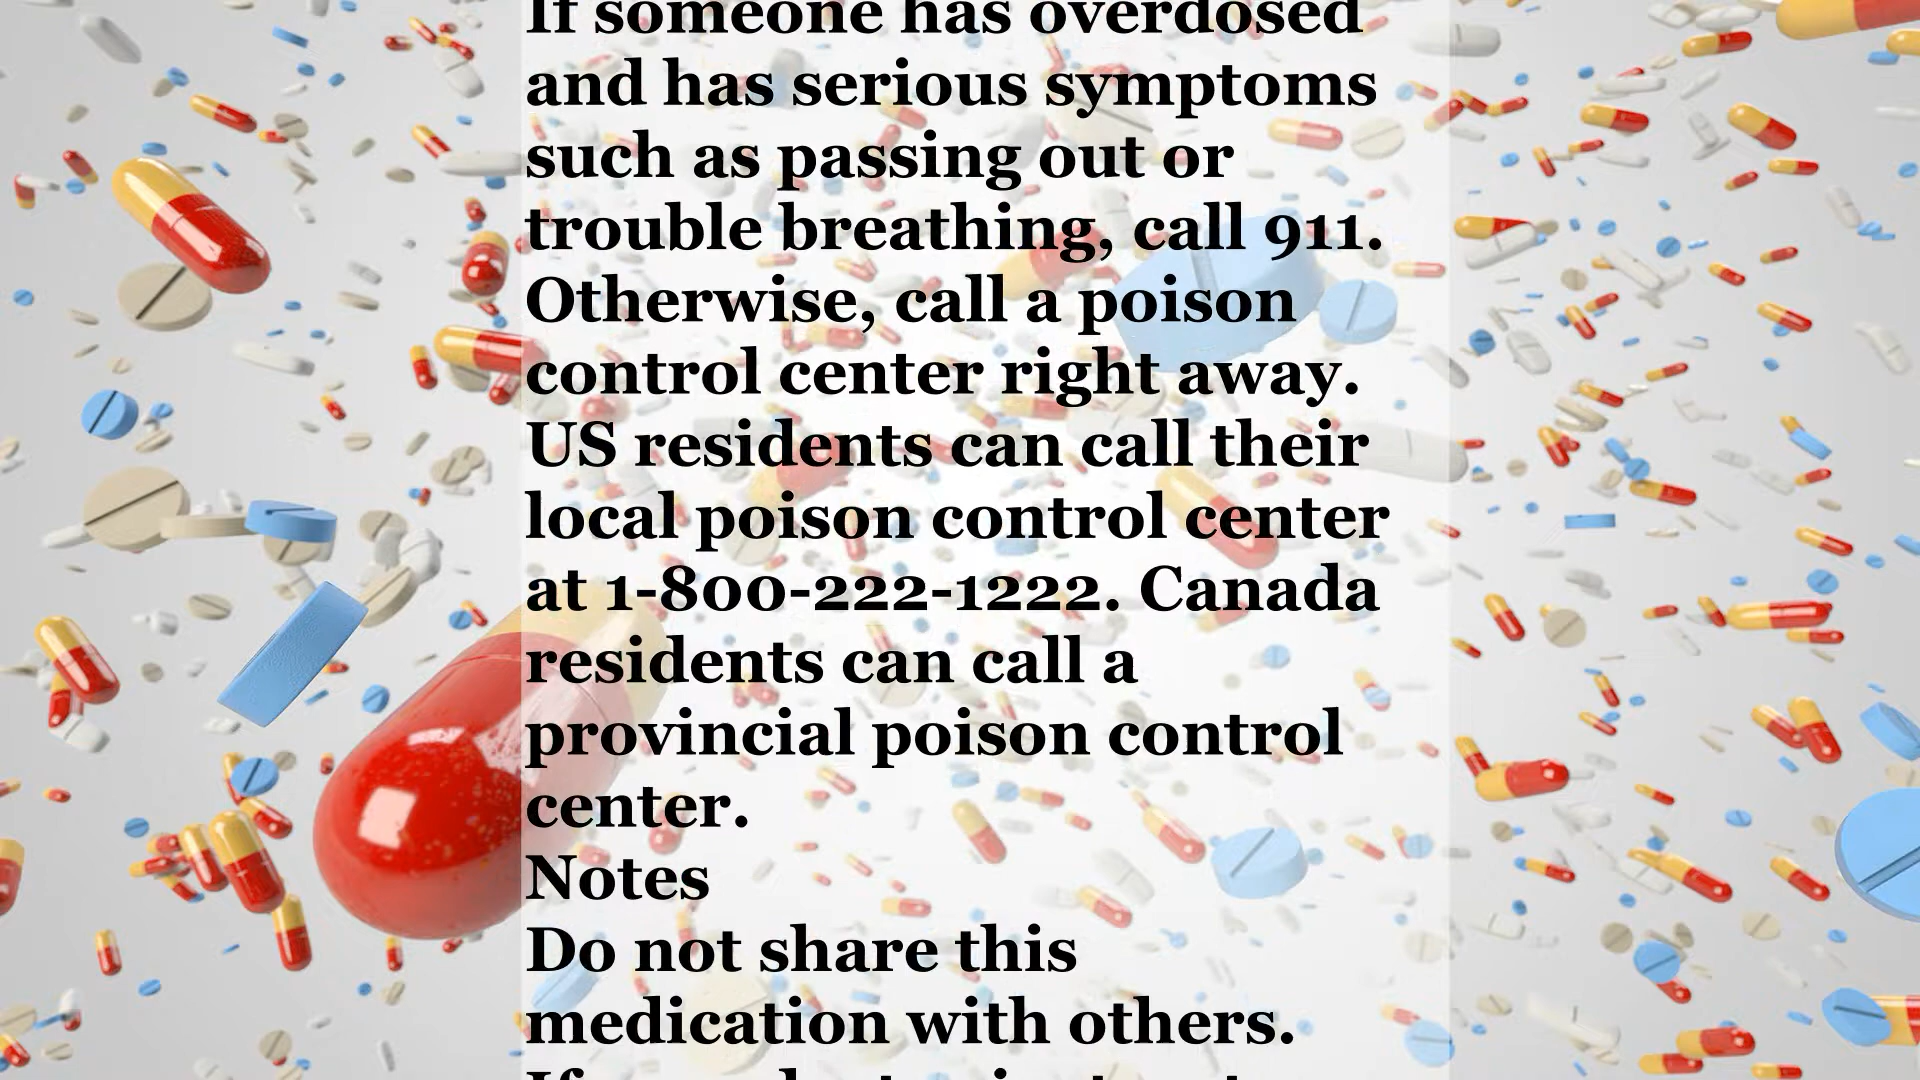 If someone has overdosed
and has serious symptoms
such as passing out or
trouble breathing, call 911.
Otherwise, call a poison
control center right away.
US residents can call their
local poison control center
at 1-800-222-1222. Canada
residents can call a
provincial poison control
center.
Notes
Do not share this
medication with others.